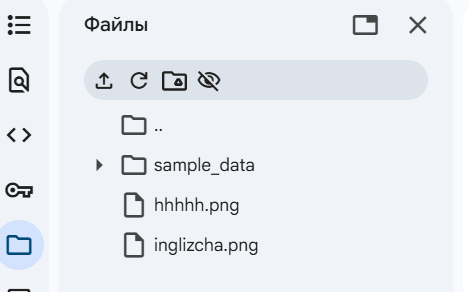 Файлы
..
sample_data
hhhhh.png
inglizcha.png